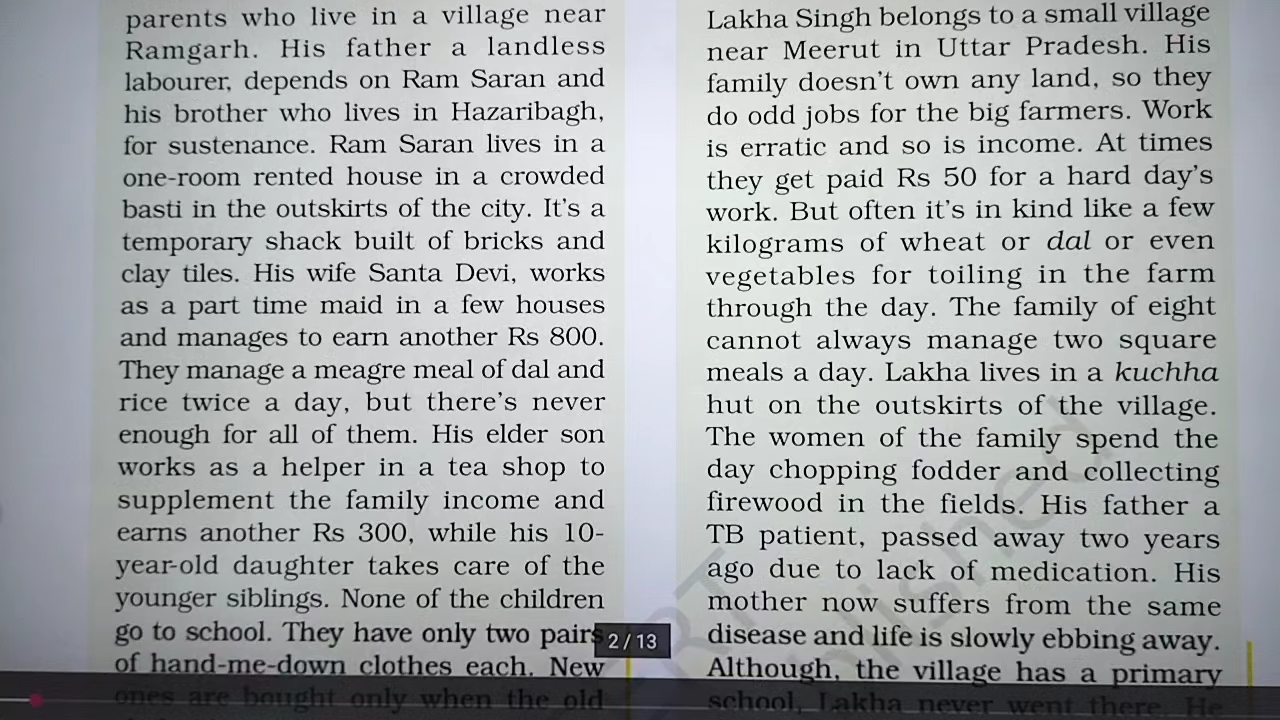 parents who live in a village near
Ramgarh. His father a landless
labourer, depends on Ram Saran and
his brother who lives in Hazaribagh,
for sustenance. Ram Saran lives in a
one-room rented house in a crowded
basti in the outskirts of the city. It's a
temporary shack built of bricks and
clay tiles. His wife Santa Devi, works
as a part time maid in a few houses
and manages to earn another Rs 800.
They manage a meagre meal of dal and
rice twice a day, but there's never
enough for all of them. His elder son
works as a helper in a tea shop to
supplement the family income and
earns another Rs 300, while his 10-
year-old daughter takes care of the
younger siblings. None of the children
go to school. They have only two pairs
of hand-me-down clothes each. New
ones are bought only when the old
Lakha Singh belongs to a small village
near Meerut in Uttar Pradesh. His
family doesn't own any land, so they
do odd jobs for the big farmers. Work
is erratic and so is income. At times
they get paid Rs 50 for a hard day's
work. But often it's in kind like a few
kilograms of wheat or dal or even
vegetables for toiling in the farm
through the day. The family of eight
cannot always manage two square
meals a day. Lakha lives in a kuchha
hut on the outskirts of the village.
The women of the family spend the
day chopping fodder and collecting
firewood in the fields. His father a
TB patient, passed away two years
ago due to lack of medication. His
mother now suffers from the same
disease and life is slowly ebbing away.
Although, the village has a primary
school, Lakha never went there. He
2 / 13